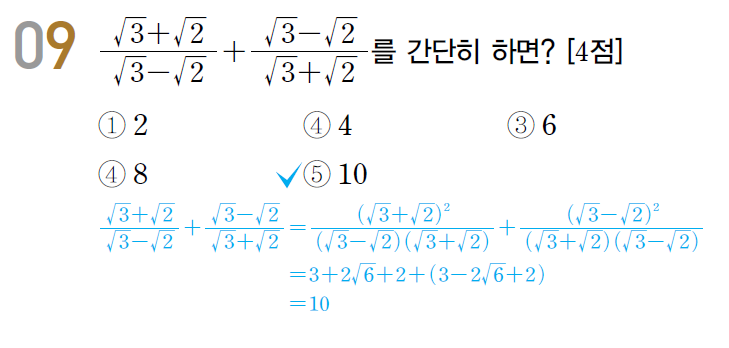 09 (√3+√2)/(√3−√2) + (√3−√2)/(√3+√2) 를 간단히 하면? [4점]
① 2 ④ 4 ③ 6
④ 8 ✓⑤ 10
(√3+√2)/(√3−√2) + (√3−√2)/(√3+√2) = (√3+√2)²/((√3−√2)(√3+√2)) + (√3−√2)²/((√3+√2)(√3−√2))
=3+2√6+2+(3−2√6+2)
=10